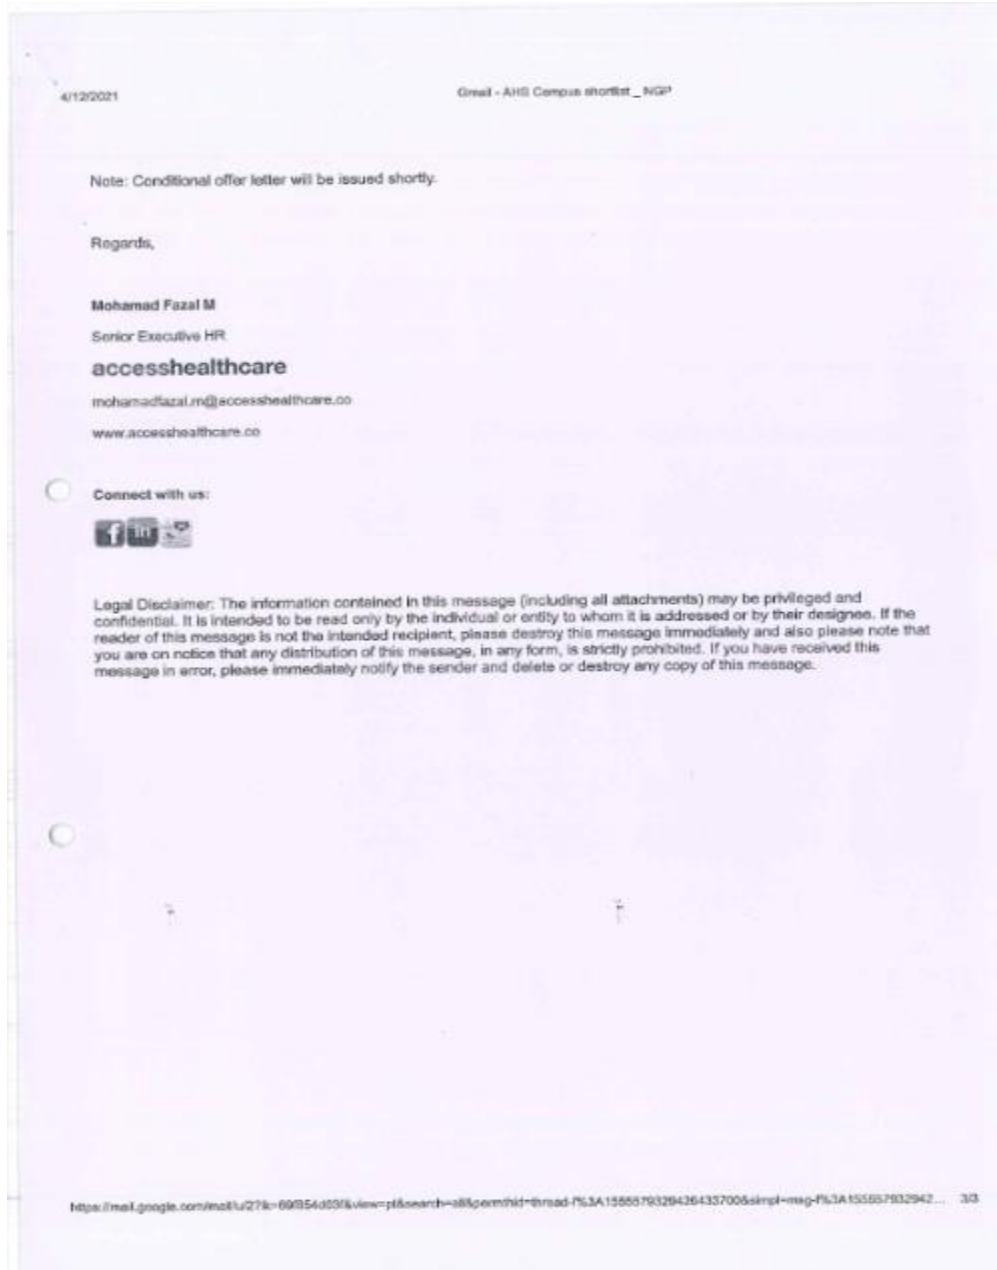 4/12/2021
Gmail - AHS Campus shortlist _ NGP
Note: Conditional offer letter will be issued shortly.
Regards,
Mohamad Fazal M
Senior Executive HR
accesshealthcare
mohamadfazal.m@accesshealthcare.co
www.accesshealthcare.co
Connect with us:
f in
Legal Disclaimer: The information contained in this message (including all attachments) may be privileged and
confidential. It is intended to be read only by the individual or entity to whom it is addressed or by their designee. If the
reader of this message is not the intended recipient, please destroy this message immediately and also please note that
you are on notice that any distribution of this message, in any form, is strictly prohibited. If you have received this
message in error, please immediately notify the sender and delete or destroy any copy of this message.
3/3